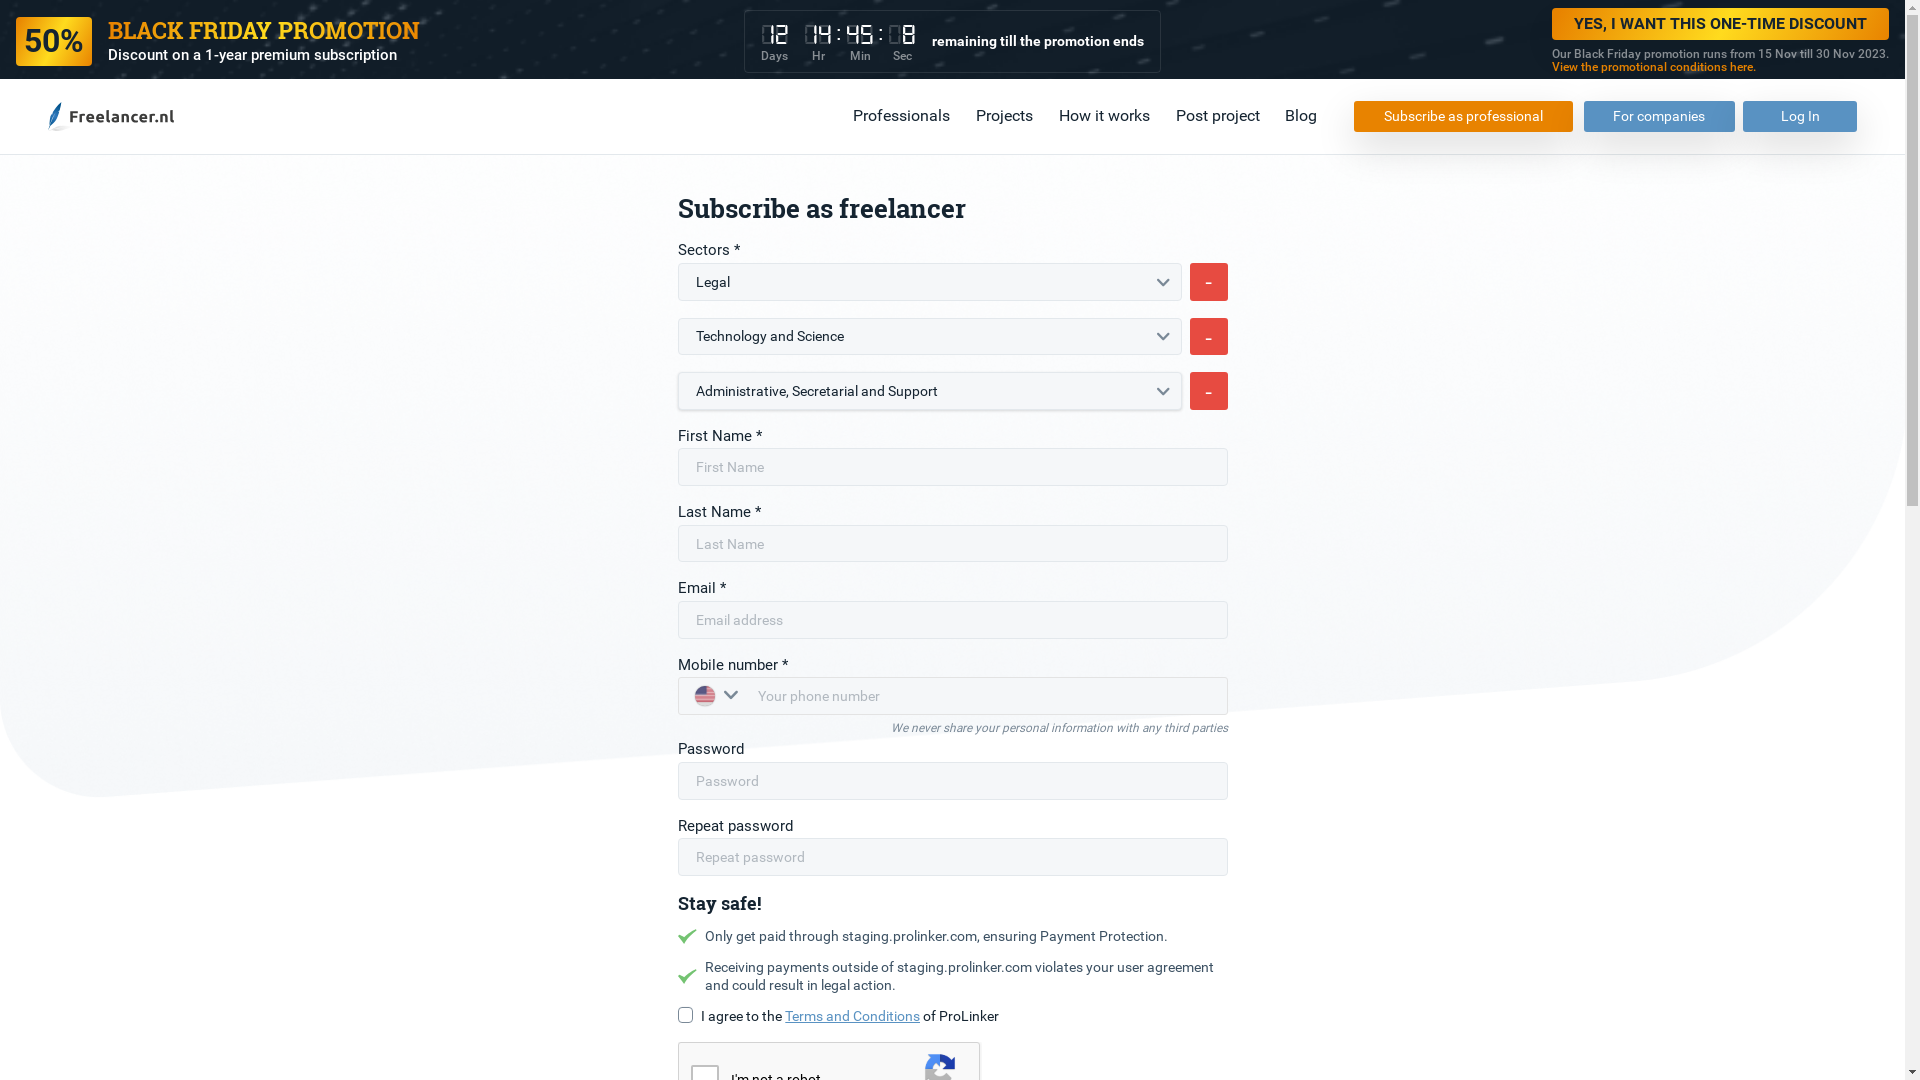 50%
BLACK FRIDAY PROMOTION
Discount on a 1-year premium subscription
12 14 : 45 : 8
Days Hr Min Sec
remaining till the promotion ends
YES, I WANT THIS ONE-TIME DISCOUNT
Our Black Friday promotion runs from 15 Nov till 30 Nov 2023.
View the promotional conditions here.
Freelancer.nl
Professionals
Projects
How it works
Post project
Blog
Subscribe as professional
For companies
Log In
Subscribe as freelancer
Sectors *
Legal
-
Technology and Science
-
Administrative, Secretarial and Support
-
First Name *
First Name
Last Name *
Last Name
Email *
Email address
Mobile number *
Your phone number
We never share your personal information with any third parties
Password
Password
Repeat password
Repeat password
Stay safe!
Only get paid through staging.prolinker.com, ensuring Payment Protection.
Receiving payments outside of staging.prolinker.com violates your user agreement
and could result in legal action.
I agree to the Terms and Conditions of ProLinker
I'm not a robot